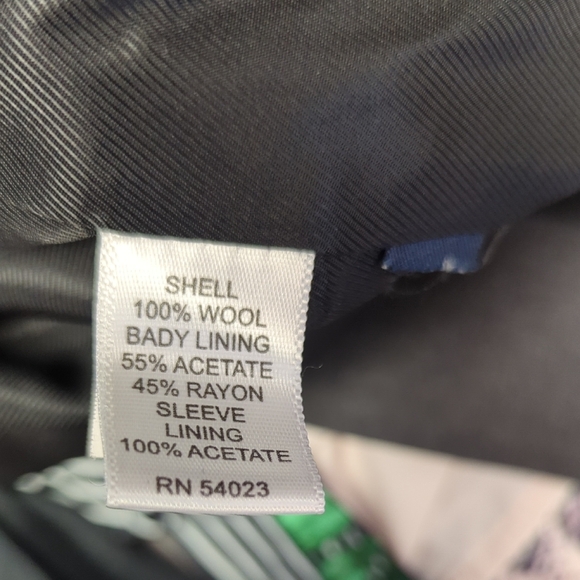 SHELL
100% WOOL
BADY LINING
55% ACETATE
45% RAYON
SLEEVE
LINING
100% ACETATE
RN 54023